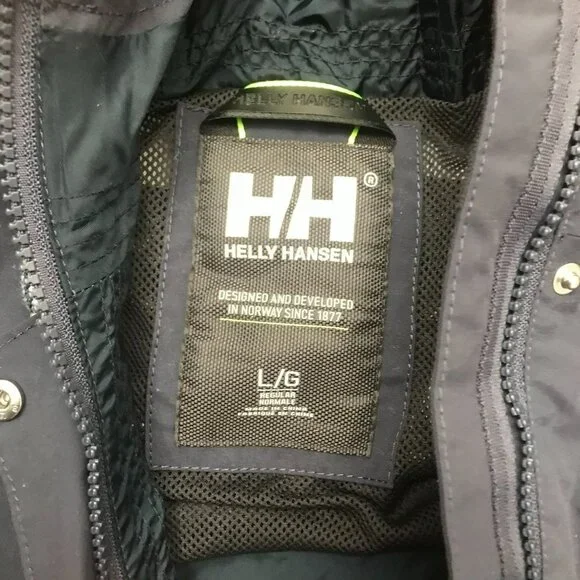 HELLY HANSEN
HH®
HELLY HANSEN
DESIGNED AND DEVELOPED
IN NORWAY SINCE 1877
L/G
REGULAR
NORMALE
MADE IN CHINA
FABRIQUÉ EN CHINE